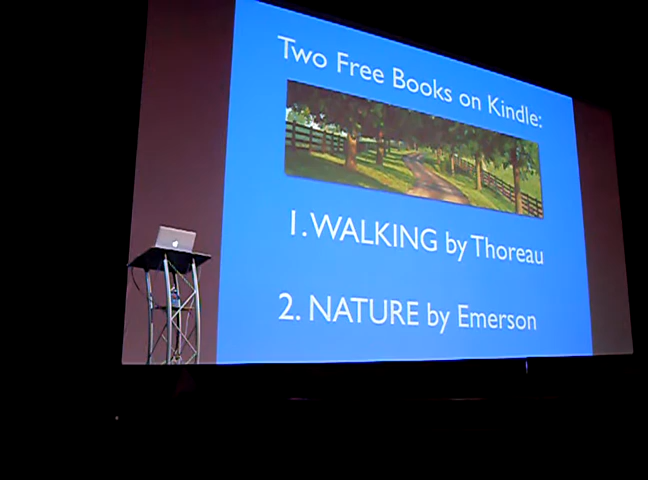 Two Free Books on Kindle:
1. WALKING by Thoreau
2. NATURE by Emerson